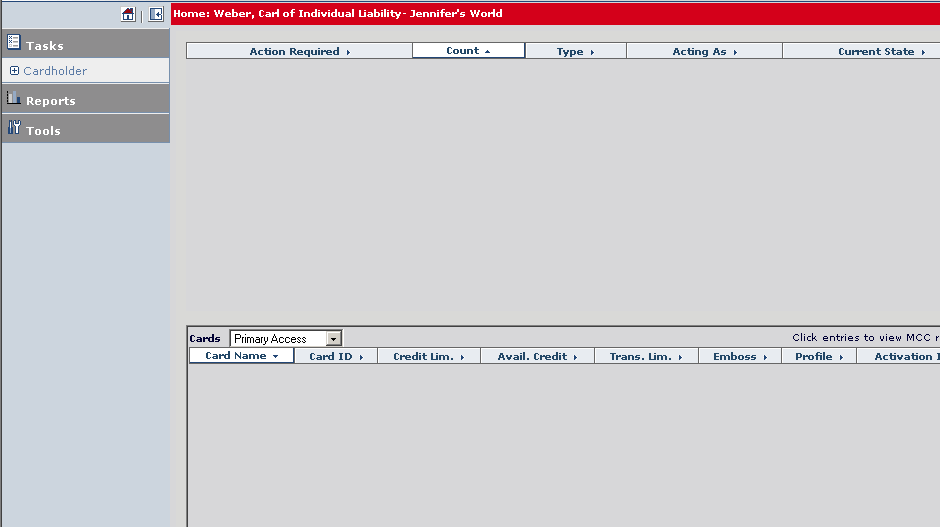 Home: Weber, Carl of Individual Liability- Jennifer's World
Tasks
Cardholder
Reports
Tools
Action Required Count Type Acting As Current State
Cards Primary Access Click entries to view MCC
Card Name Card ID Credit Lim. Avail. Credit Trans. Lim. Emboss Profile Activation